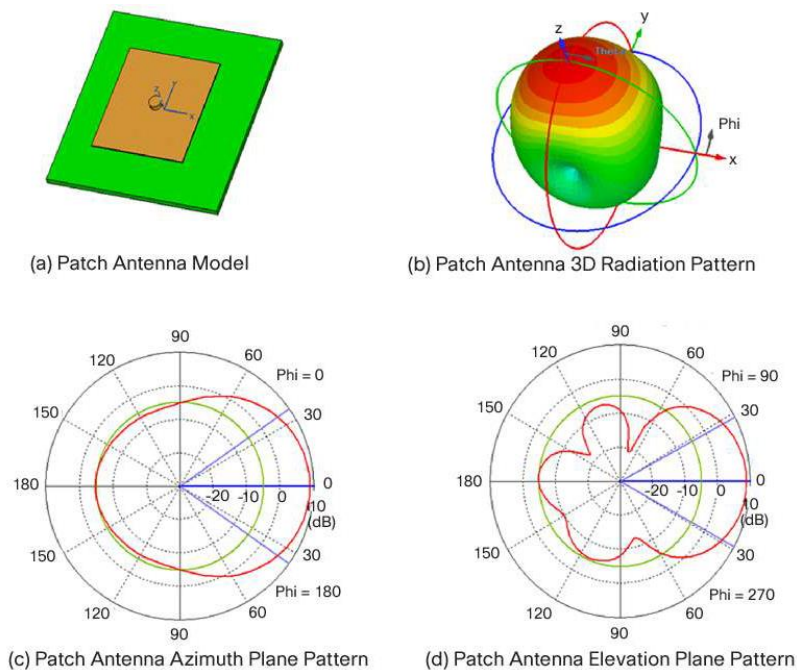 Z
Y
X
(a) Patch Antenna Model
z
y
Theta
Phi
x
(b) Patch Antenna 3D Radiation Pattern
90
120
60
Phi = 0
150
30
180
-20 -10 0
0
10
(dB)
150
30
Phi = 180
120
60
90
(c) Patch Antenna Azimuth Plane Pattern
90
120
60
Phi = 90
150
30
180
-20 -10 0
0
10
(dB)
150
30
Phi = 270
120
60
90
(d) Patch Antenna Elevation Plane Pattern